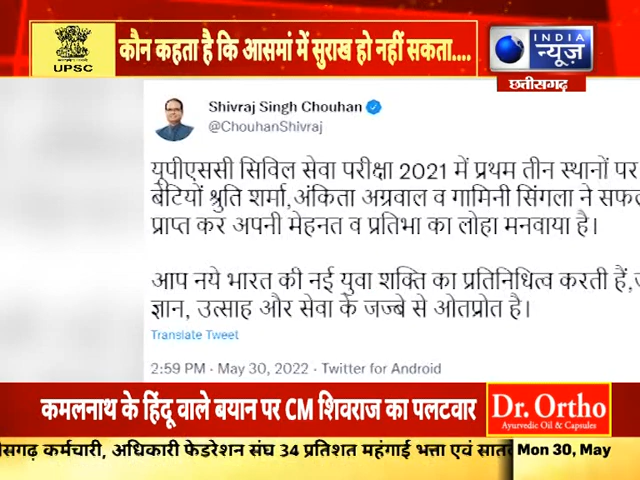 UPSC
कौन कहता है कि आसमां में सुराख हो नहीं सकता....
INDIA
न्यूज़
छत्तीसगढ़
Shivraj Singh Chouhan
@ChouhanShivraj
यूपीएससी सिविल सेवा परीक्षा 2021 में प्रथम तीन स्थानों पर
बेटियों श्रुति शर्मा,अंकिता अग्रवाल व गामिनी सिंगला ने
प्राप्त कर अपनी मेहनत व प्रतिभा का लोहा मनवाया है।
आप नये भारत की नई युवा शक्ति का प्रतिनिधित्व करती हैं,
ज्ञान, उत्साह और सेवा के जज्बे से ओतप्रोत है।
Translate Tweet
2:59 PM · May 30, 2022 · Twitter for Android
कमलनाथ के हिंदू वाले बयान पर CM शिवराज का पलटवार
Dr. Ortho
Ayurvedic Oil & Capsules
कर्मचारी, अधिकारी फेडरेशन संघ 34 प्रतिशत महंगाई भत्ता एवं
Mon 30, May